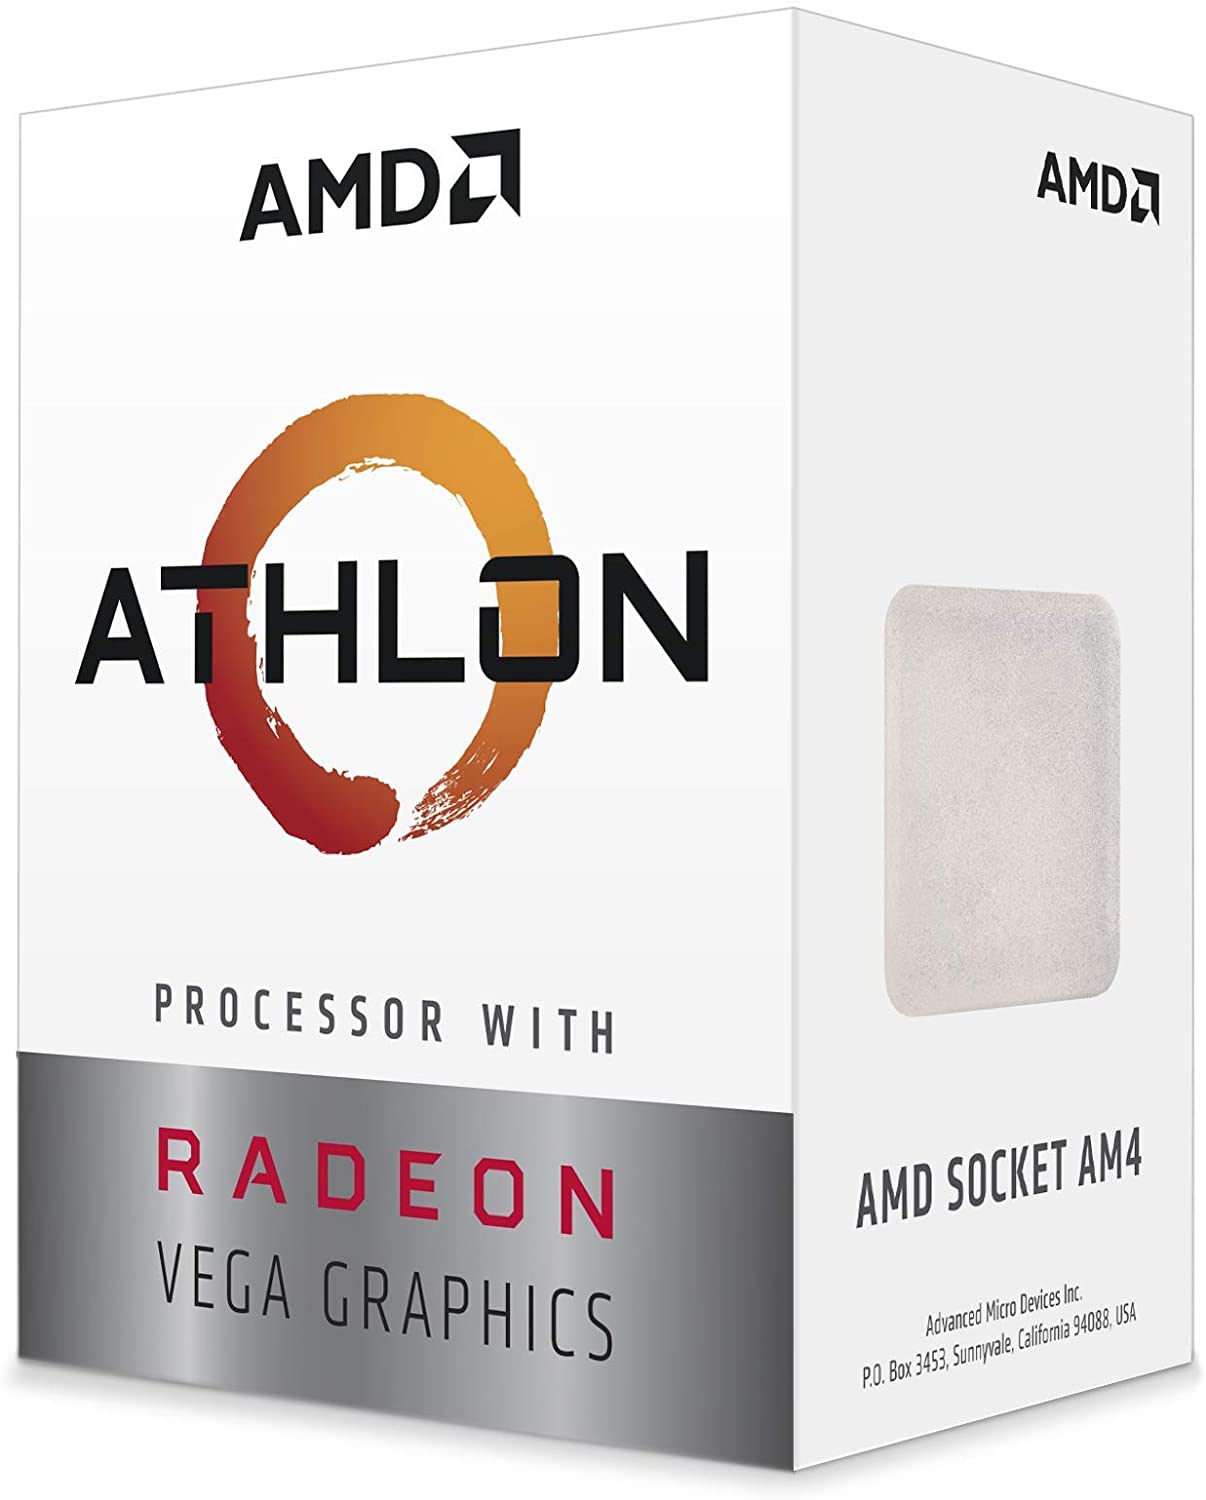 AMD
ATHLON
PROCESSOR WITH
RADEON
VEGA GRAPHICS
AMD
AMD SOCKET AM4
Advanced Micro Devices Inc.
P.O. Box 3453, Sunnyvale, California 94088, USA